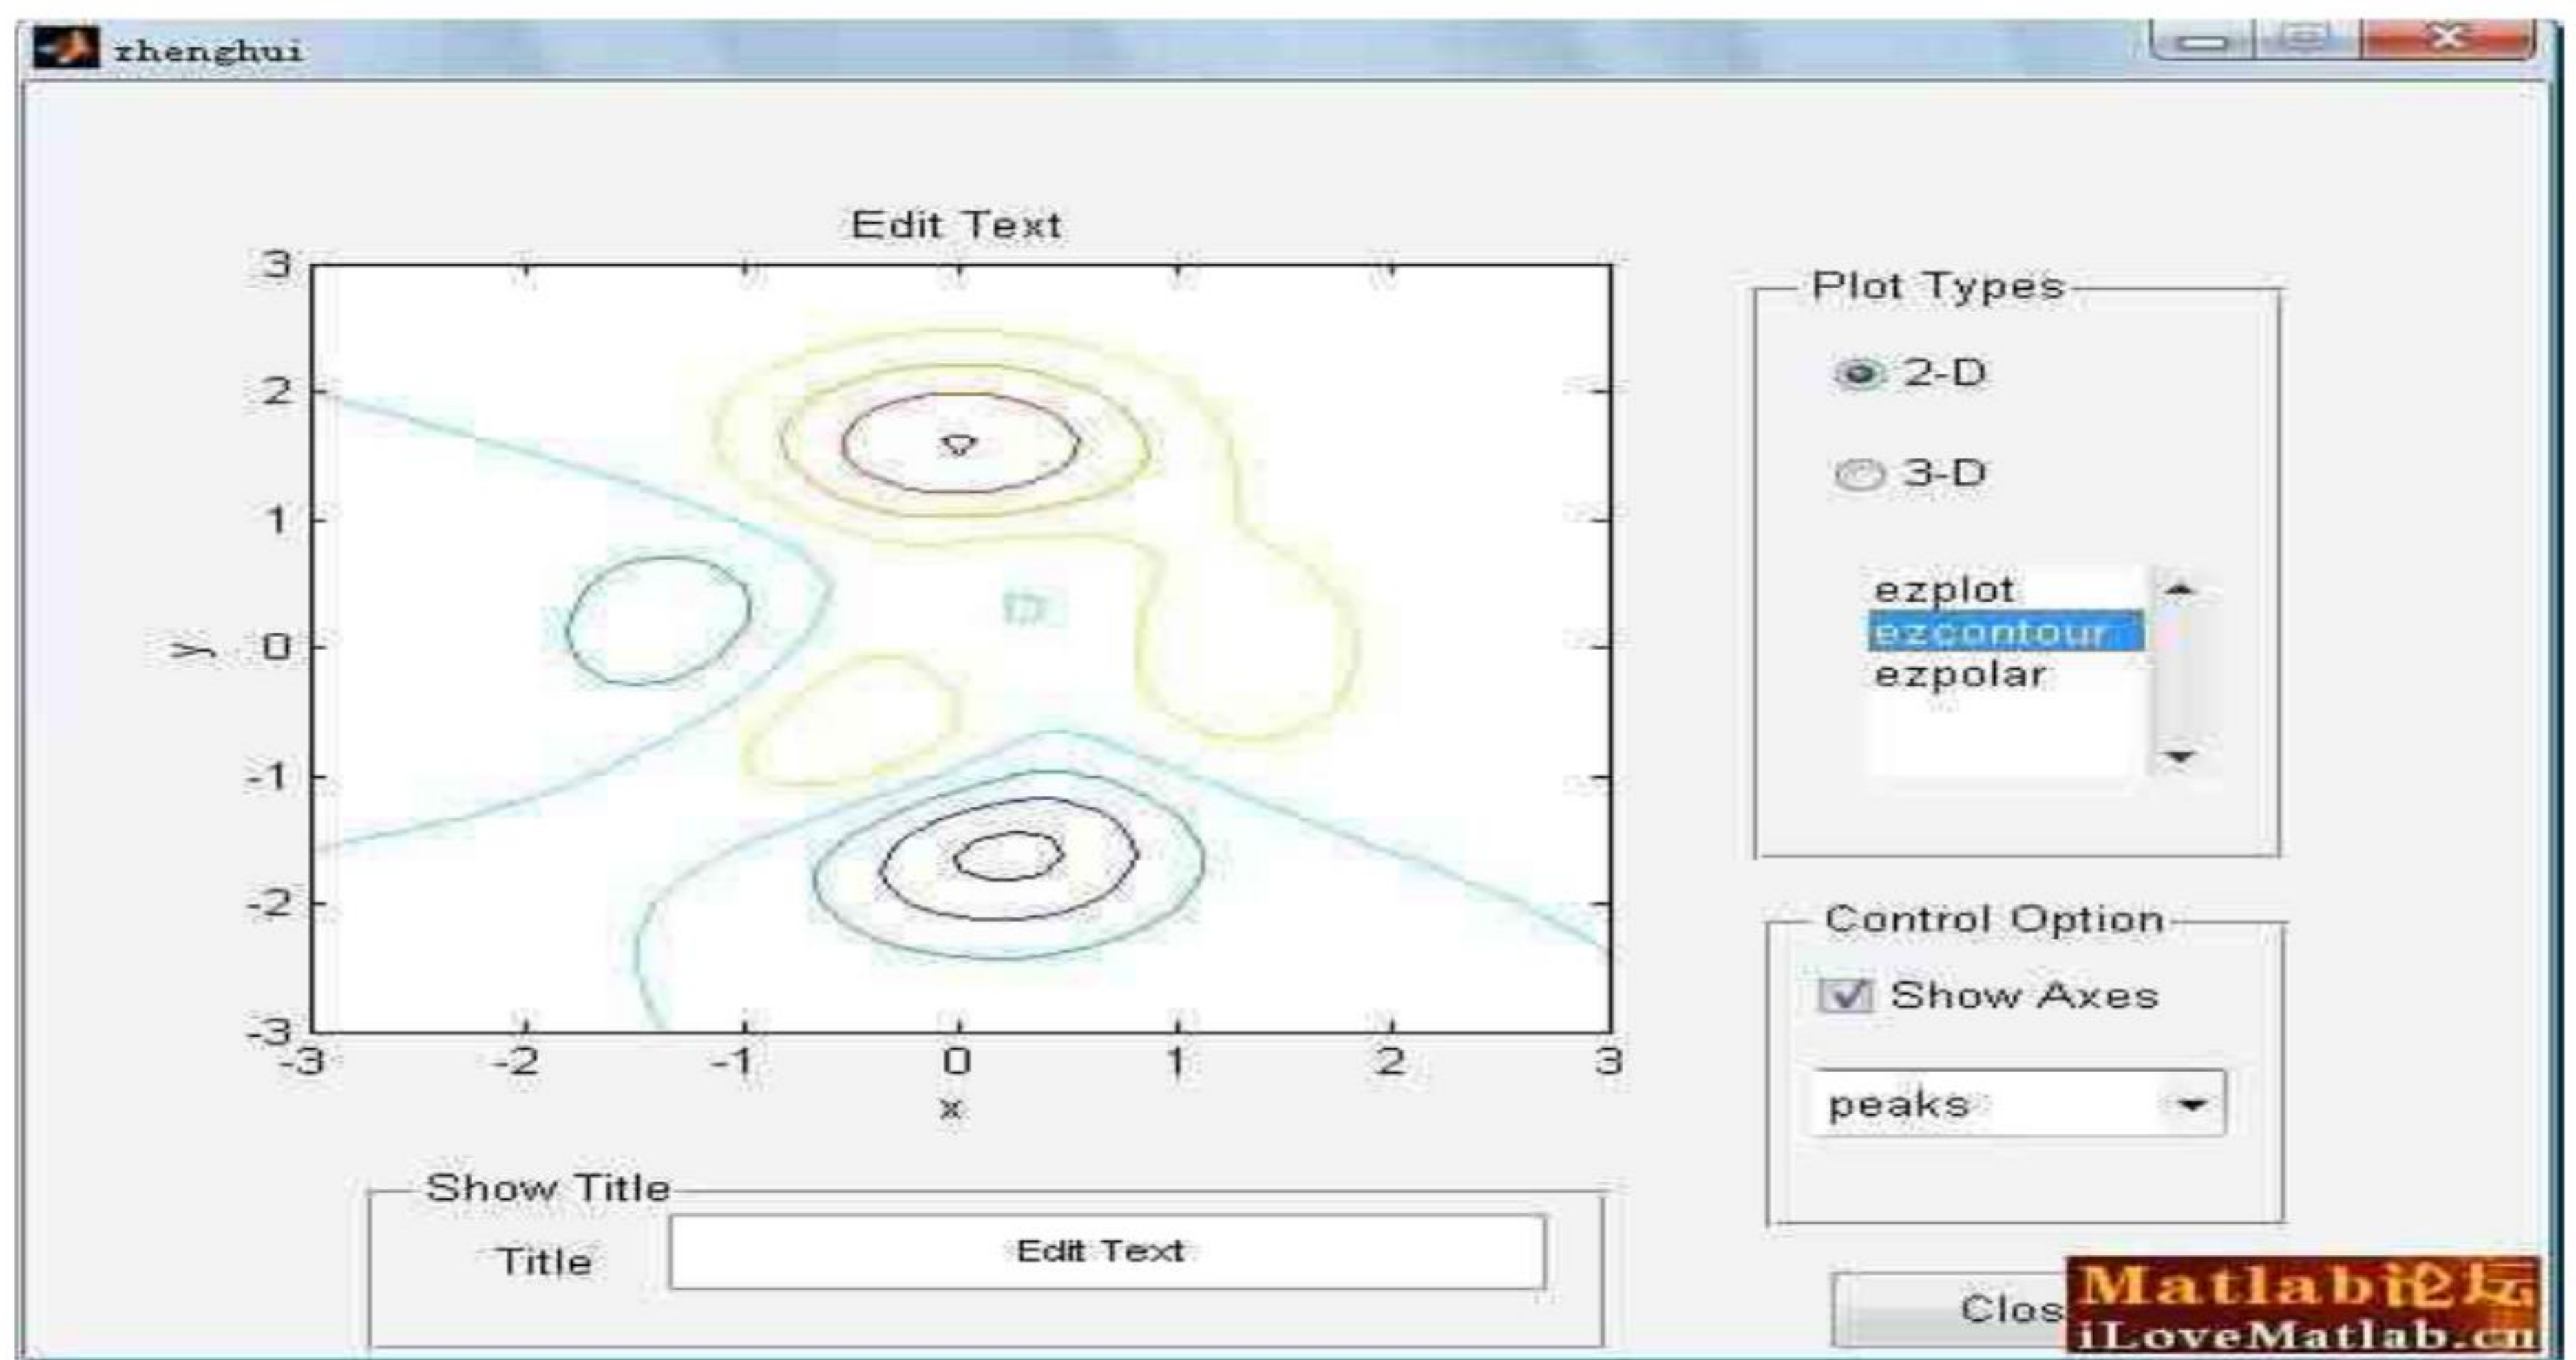 zhenghui
Edit Text
3
2
1
0
-1
-2
-3
y
-3 -2 -1 0 1 2 3
x
Plot Types
2-D
3-D
ezplot
ezcontour
ezpolar
Control Option
Show Axes
peaks
Show Title
Title
Edit Text
Clos
Matlab论坛
iLoveMatlab.cn